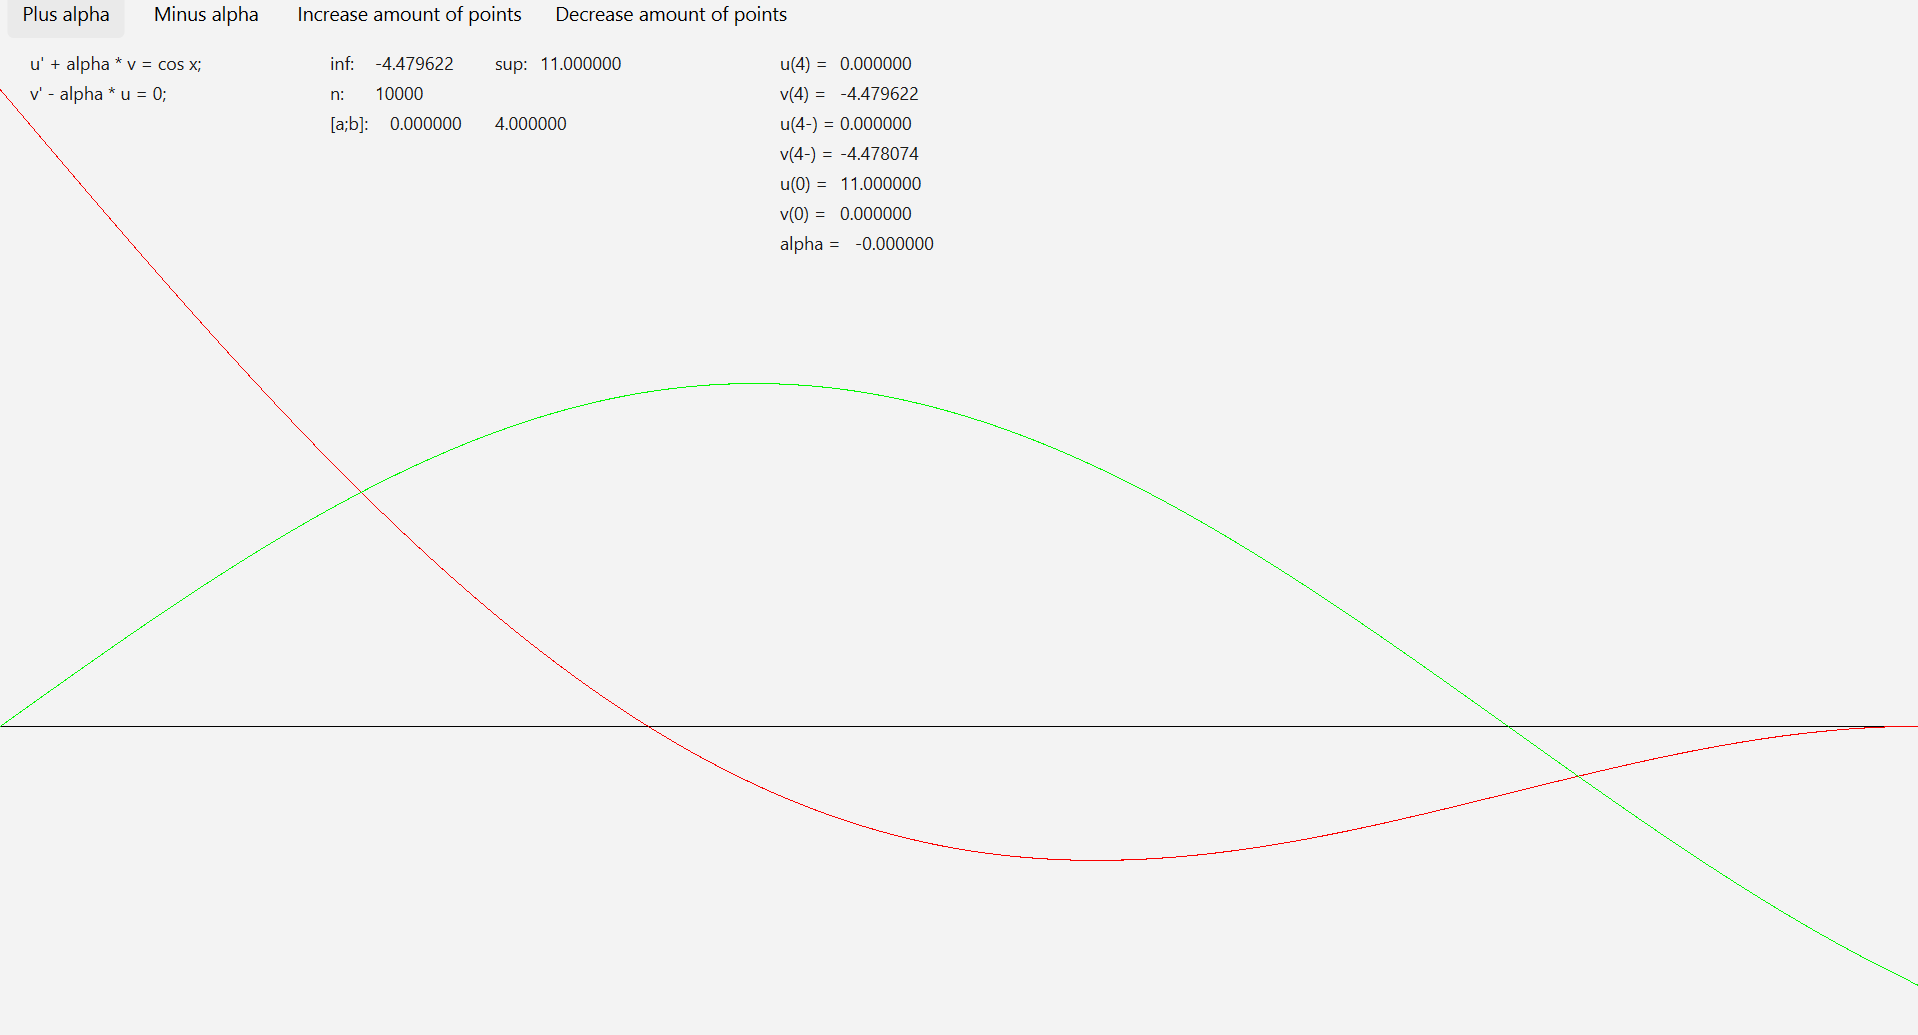 Plus alpha Minus alpha Increase amount of points Decrease amount of points
u' + alpha * v = cos x; inf: -4.479622 sup: 11.000000 u(4) = 0.000000
v' - alpha * u = 0; n: 10000 v(4) = -4.479622
[a;b]: 0.000000 4.000000 u(4-) = 0.000000
v(4-) = -4.478074
u(0) = 11.000000
v(0) = 0.000000
alpha = -0.000000